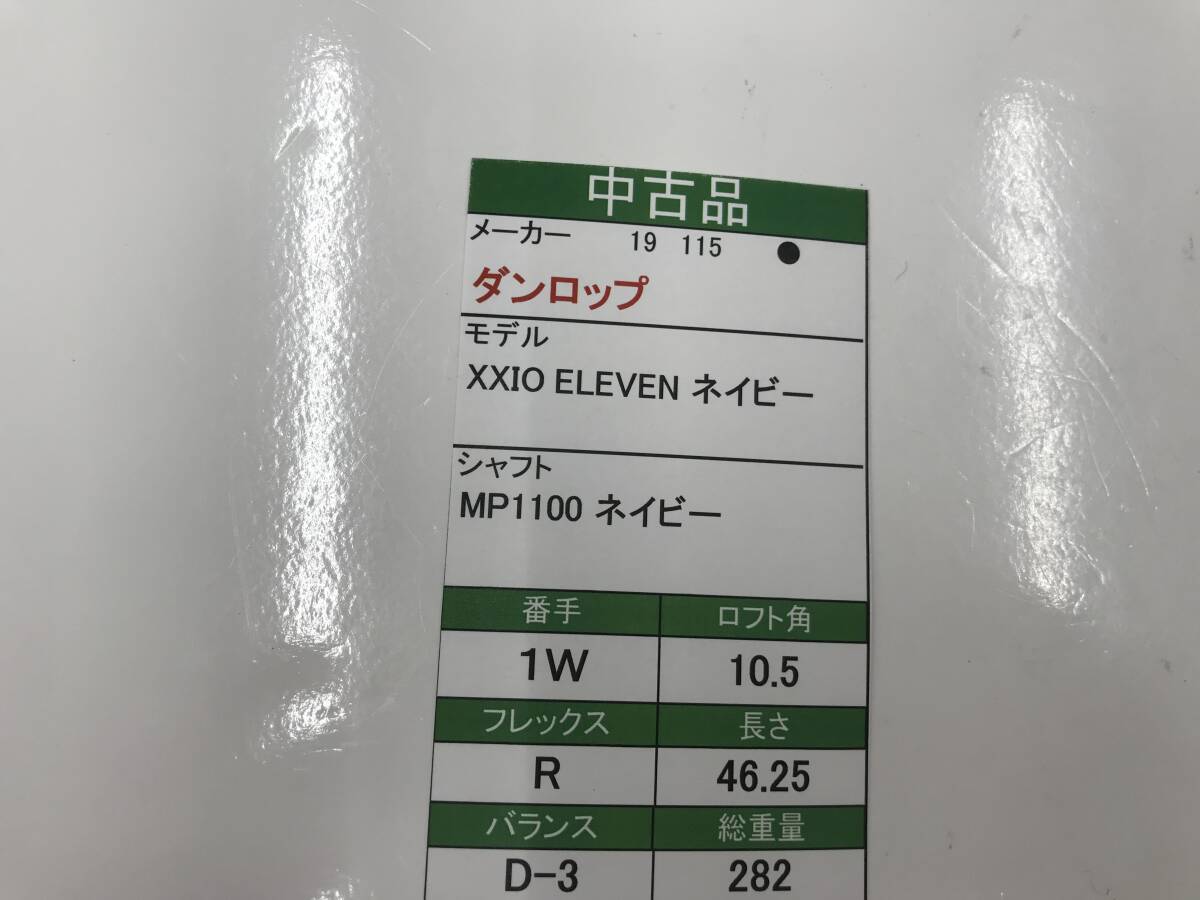 中古品
メーカー 19 115 ●
ダンロップ
モデル
XXIO ELEVEN ネイビー
シャフト
MP1100 ネイビー
番手 ロフト角
1W 10.5
フレックス 長さ
R 46.25
バランス 総重量
D-3 282